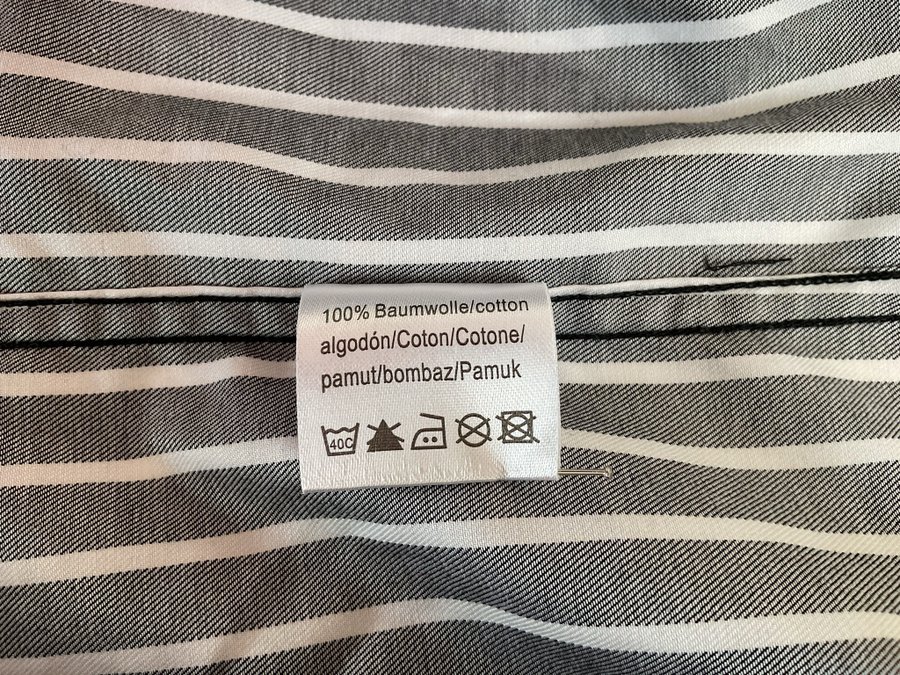 100% Baumwolle/cotton
algodón/Coton/Cotone/
pamut/bombaz/Pamuk
40C